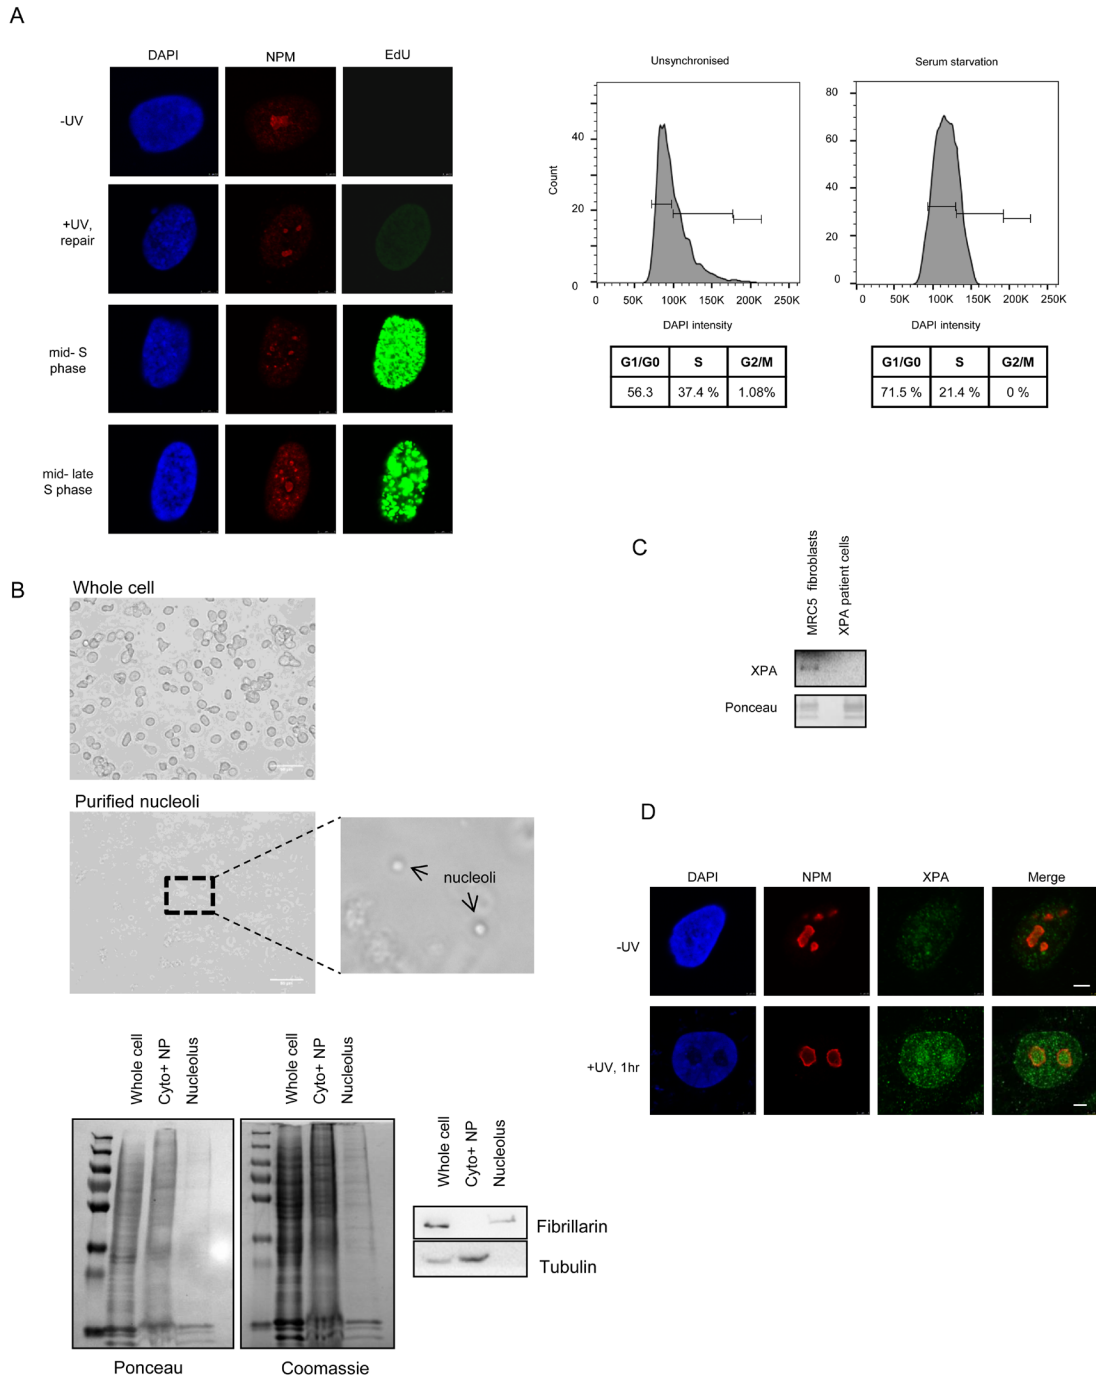 A
DAPI NPM EdU
-UV
+UV,
repair
mid- S
phase
mid- late
S phase
Unsynchronised
Serum starvation
Count
40
20
0
80
60
40
20
0
0 50K 100K 150K 200K 250K
0 50K 100K 150K 200K 250K
DAPI intensity
DAPI intensity
G1/G0 S G2/M
56.3 37.4 % 1.08%
G1/G0 S G2/M
71.5 % 21.4 % 0 %
B
Whole cell
Purified nucleoli
nucleoli
Whole cell
Cyto+ NP
Nucleolus
Whole cell
Cyto+ NP
Nucleolus
Whole cell
Cyto+ NP
Nucleolus
Fibrillarin
Tubulin
Ponceau
Coomassie
C
MRC5 fibroblasts
XPA patient cells
XPA
Ponceau
D
DAPI NPM XPA Merge
-UV
+UV, 1hr